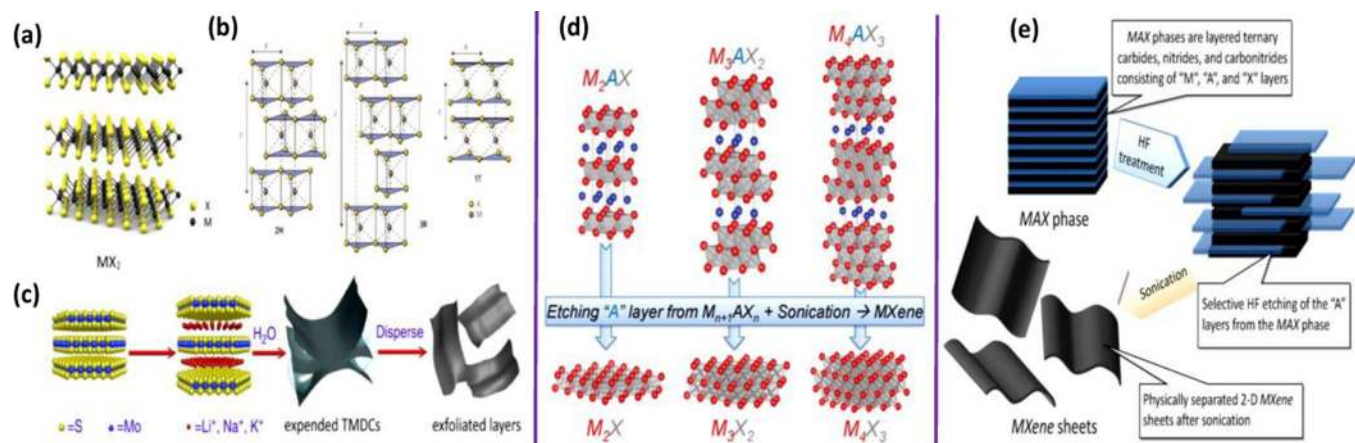 (a)
X
M
MX₂
(b)
2H
3R
1T
X
M
(c)
H₂O
Disperse
=S
=Mo
=Li⁺, Na⁺, K⁺
expended TMDCs
exfoliated layers
(d)
M₂AX
M₃AX₂
M₄AX₃
Etching "A" layer from Mₙ₊₁AXₙ + Sonication → MXene
M₂X
M₃X₂
M₄X₃
(e)
MAX phases are layered ternary
carbides, nitrides, and carbonitrides
consisting of "M", "A", and "X" layers
HF
treatment
MAX phase
Sonication
Selective HF etching of the "A"
layers from the MAX phase
Physically separated 2-D MXene
sheets after sonication
MXene sheets